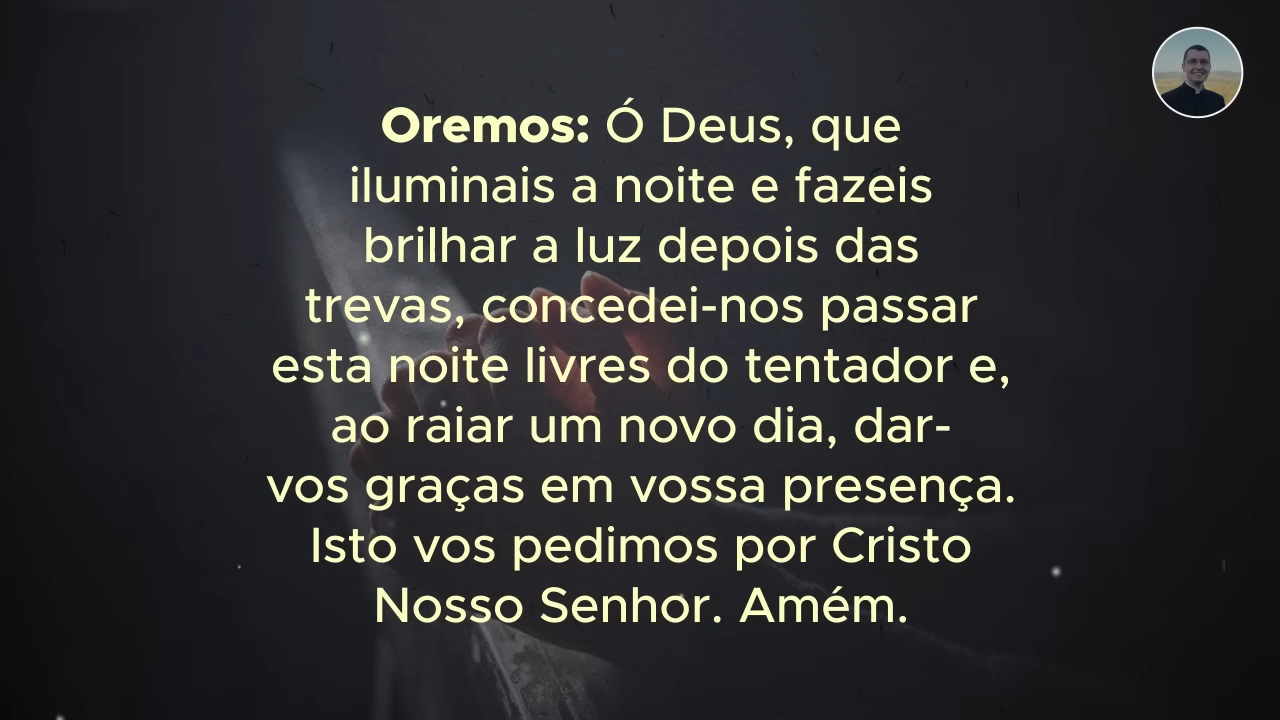 Oremos: Ó Deus, que
iluminais a noite e fazeis
brilhar a luz depois das
trevas, concedei-nos passar
esta noite livres do tentador e,
ao raiar um novo dia, dar-
vos graças em vossa presença.
Isto vos pedimos por Cristo
Nosso Senhor. Amém.